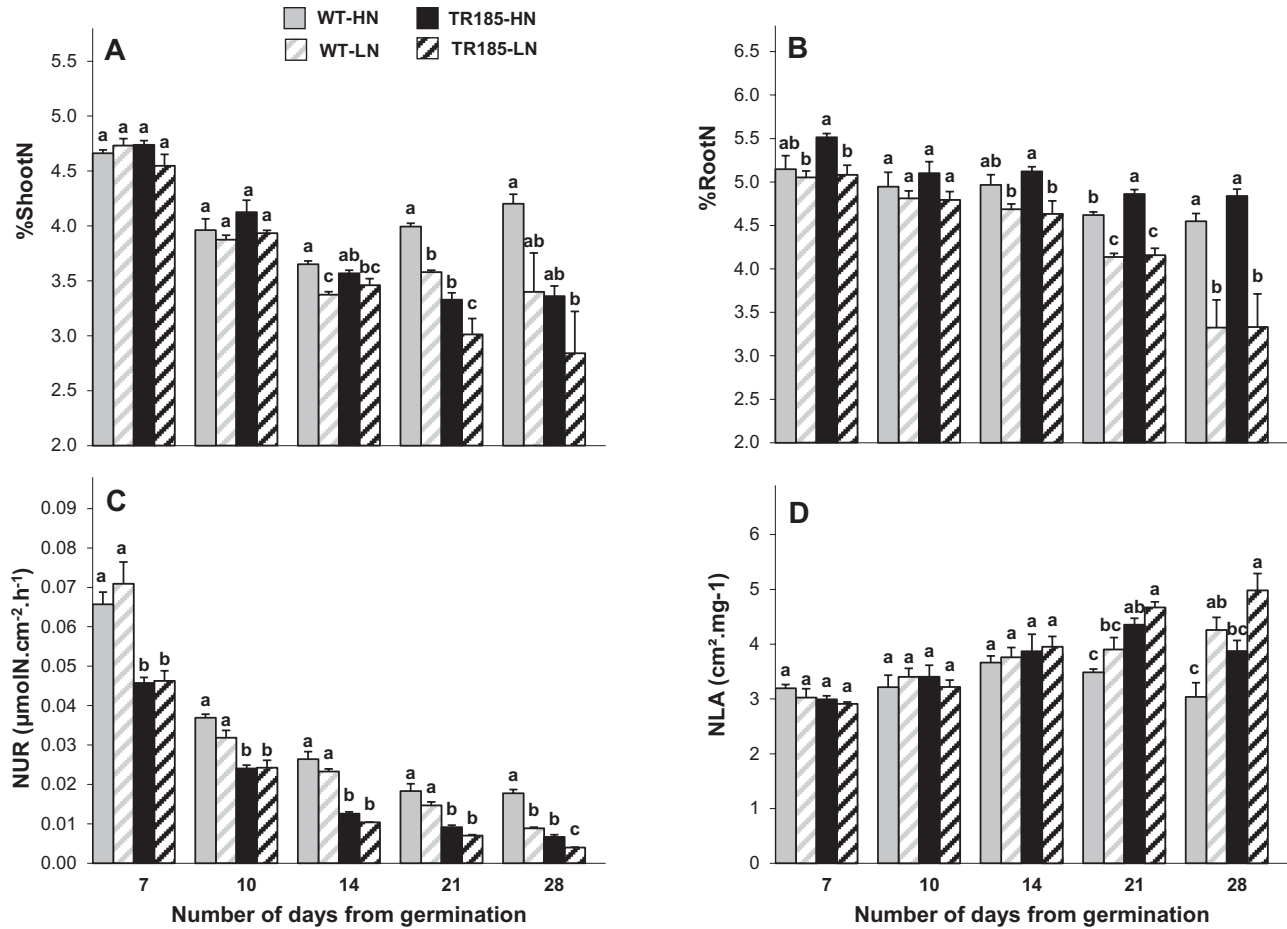 WT-HN TR185-HN
WT-LN TR185-LN
A
%ShootN
5.5
5.0
4.5
4.0
3.5
3.0
2.5
2.0
a a a a
a a a a
a c ab bc
a b b c
a ab ab b
B
%RootN
6.5
6.0
5.5
5.0
4.5
4.0
3.5
3.0
2.5
2.0
ab b a b
a a a a
ab b a b
b c a c
a b a b
C
NUR (µmolN.cm-2.h-1)
0.09
0.08
0.07
0.06
0.05
0.04
0.03
0.02
0.01
0.00
a a b b
a a b b
a a b b
a a b b
a b b c
7 10 14 21 28
Number of days from germination
D
NLA (cm².mg-1)
6
5
4
3
2
1
0
a a a a
a a a a
a a a a
c bc ab a
c ab bc a
7 10 14 21 28
Number of days from germination